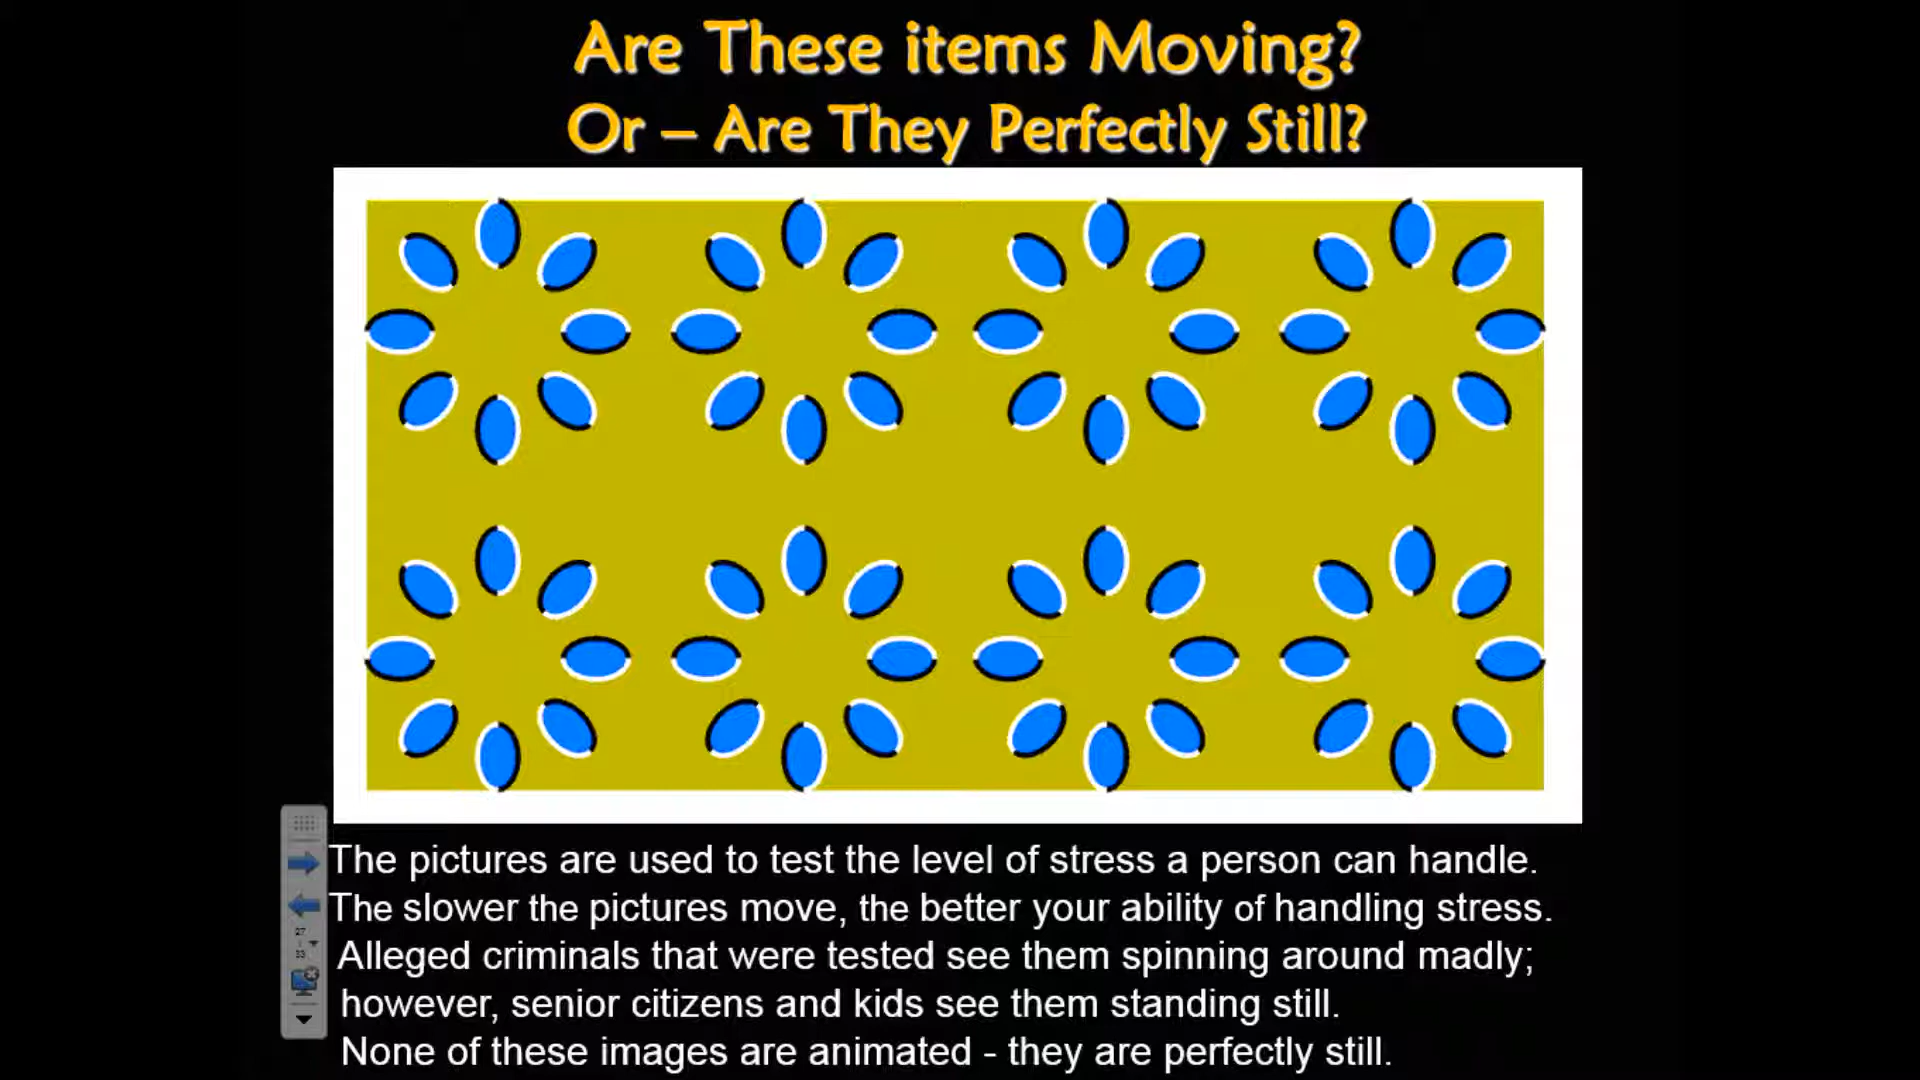 Are These items Moving?
Or – Are They Perfectly Still?
The pictures are used to test the level of stress a person can handle.
The slower the pictures move, the better your ability of handling stress.
Alleged criminals that were tested see them spinning around madly;
however, senior citizens and kids see them standing still.
None of these images are animated - they are perfectly still.
27
33